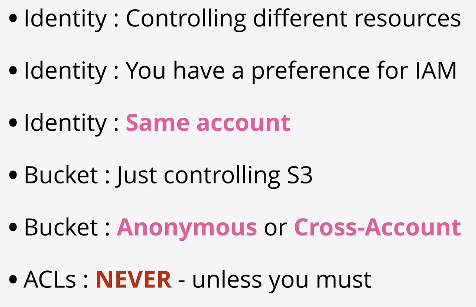 • Identity : Controlling different resources
• Identity : You have a preference for IAM
• Identity : Same account
• Bucket : Just controlling S3
• Bucket : Anonymous or Cross-Account
• ACLs : NEVER - unless you must